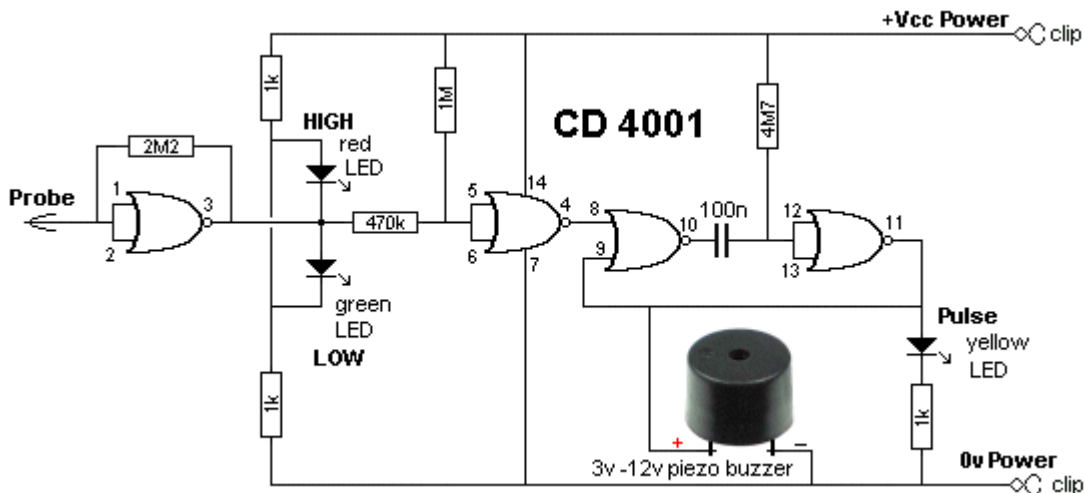 +Vcc Power
clip
1k
1M
4M7
HIGH
red
LED
CD 4001
2M2
Probe
1
2
3
470k
5
6
14
4
7
8
9
10
100n
12
13
11
green
LED
LOW
Pulse
yellow
LED
1k
1k
+
–
3v -12v piezo buzzer
0v Power
clip